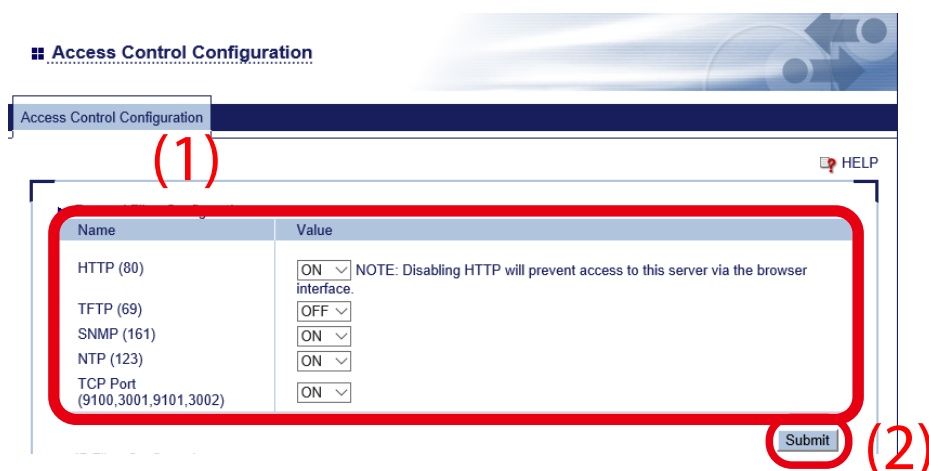 Access Control Configuration
Access Control Configuration
(1)
HELP
Name Value
HTTP (80) ON NOTE: Disabling HTTP will prevent access to this server via the browser
interface.
TFTP (69) OFF
SNMP (161) ON
NTP (123) ON
TCP Port
(9100,3001,9101,3002) ON
Submit (2)